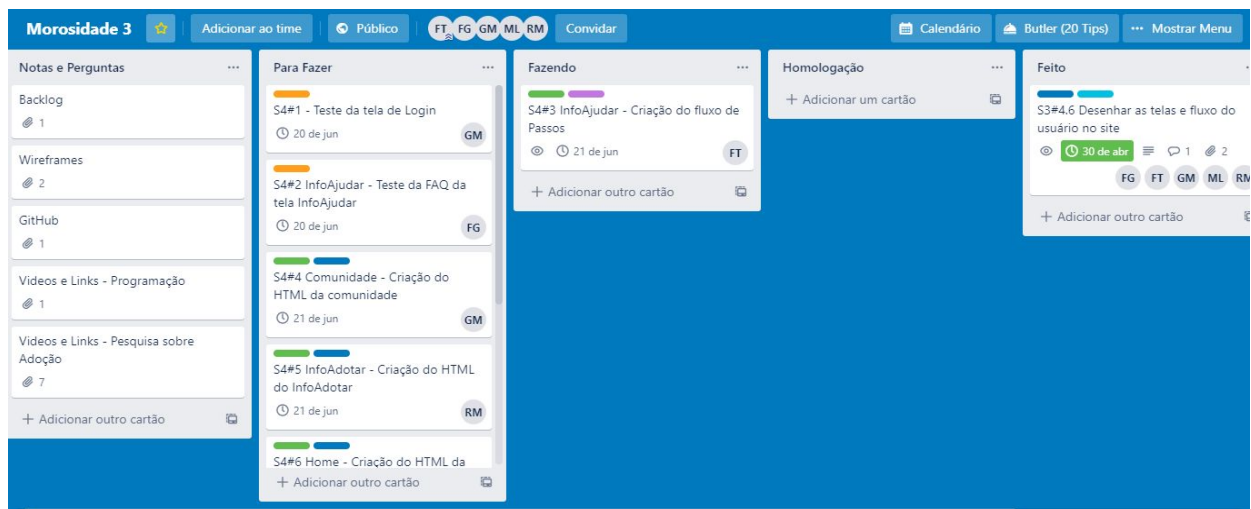 Morosidade 3 Adicionar ao time Público FT FG GM ML RM Convidar Calendário Butler (20 Tips) Mostrar Menu
Notas e Perguntas
Backlog
1
Wireframes
2
GitHub
1
Videos e Links - Programação
1
Videos e Links - Pesquisa sobre
Adoção
7
+ Adicionar outro cartão
Para Fazer
S4#1 - Teste da tela de Login
20 de jun GM
S4#2 InfoAjudar - Teste da FAQ da
tela InfoAjudar
20 de jun FG
S4#4 Comunidade - Criação do
HTML da comunidade
21 de jun GM
S4#5 InfoAdotar - Criação do HTML
do InfoAdotar
21 de jun RM
S4#6 Home - Criação do HTML da
+ Adicionar outro cartão
Fazendo
S4#3 InfoAjudar - Criação do fluxo de
Passos
21 de jun FT
+ Adicionar outro cartão
Homologação
+ Adicionar um cartão
Feito
S3#4.6 Desenhar as telas e fluxo do
usuário no site
30 de abr 1 2
FG FT GM ML RM
+ Adicionar outro cartão